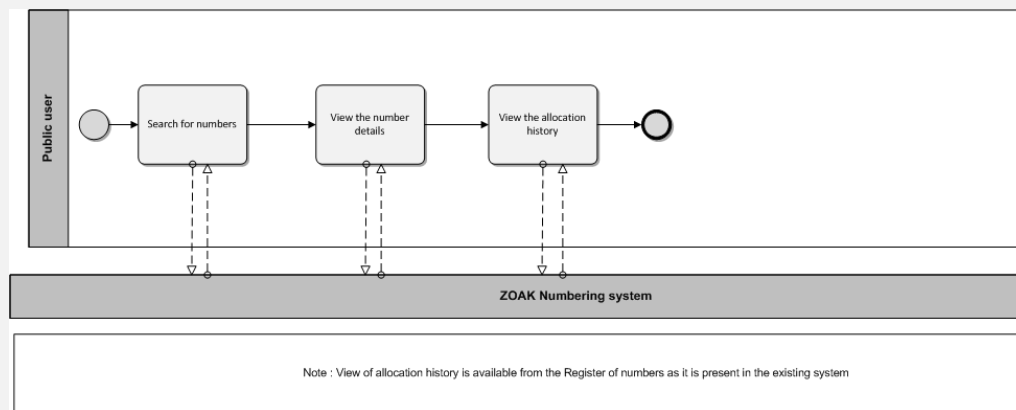 Public user
Search for numbers
View the number
details
View the allocation
history
ZOAK Numbering system
Note : View of allocation history is available from the Register of numbers as it is present in the existing system